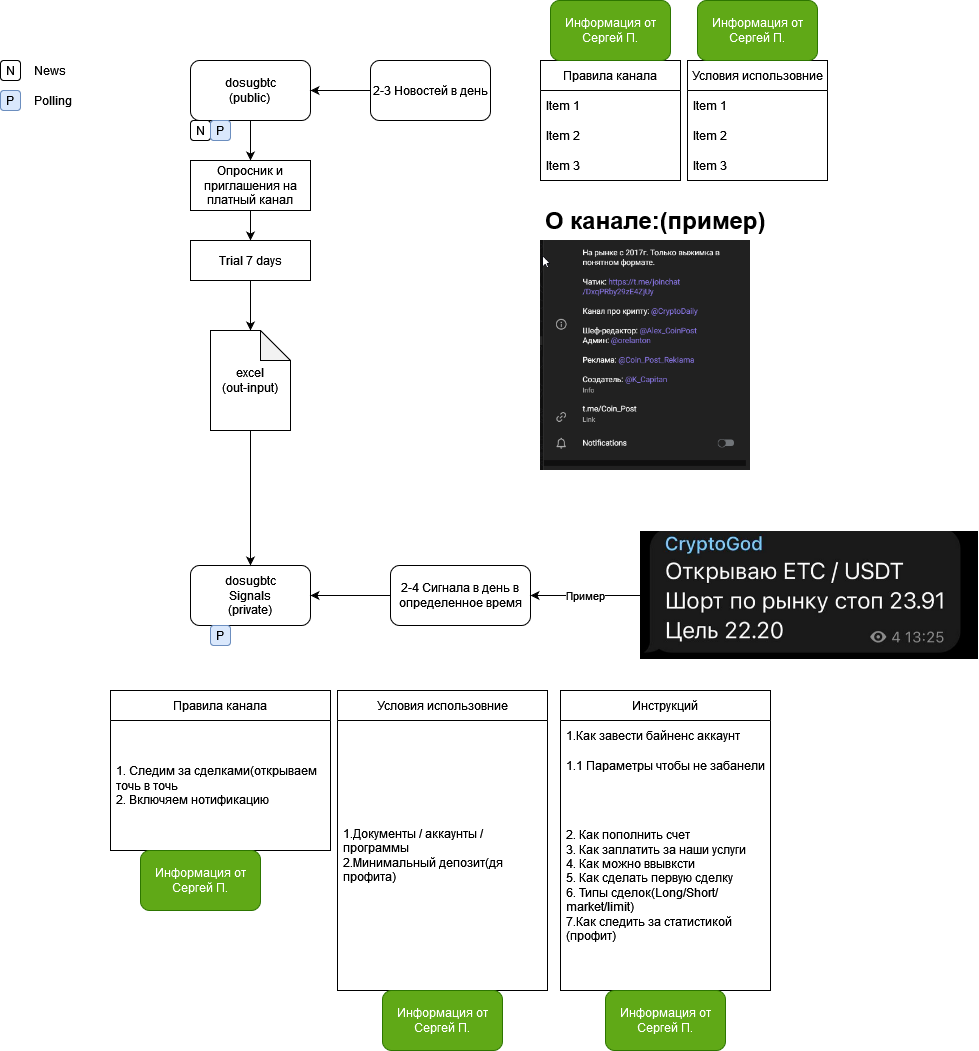 Информация от
Сергей П.
Информация от
Сергей П.
N
News
P
Polling
dosugbtc
(public)
2-3 Новостей в день
N
P
Правила канала
Item 1
Item 2
Item 3
Условия использовние
Item 1
Item 2
Item 3
Опросник и
приглашения на
платный канал
Trial 7 days
excel
(out-input)
О канале:(пример)
На рынке с 2017г. Только выжимка в
понятном формате.
Чатик: https://t.me/joinchat
/DxqPRby29zE4ZjUy
Канал про крипту: @CryptoDaily
Шеф-редактор: @Alex_CoinPost
Админ: @orelanton
Реклама: @Coin_Post_Reklama
Создатель: @K_Capitan
Info
t.me/Coin_Post
Link
Notifications
dosugbtc
Signals
(private)
P
2-4 Сигнала в день в
определенное время
Пример
CryptoGod
Открываю ETC / USDT
Шорт по рынку стоп 23.91
Цель 22.20
4 13:25
Правила канала
1. Следим за сделками(открываем
точь в точь
2. Включаем нотификацию
Информация от
Сергей П.
Условия использовние
1.Документы / аккаунты /
программы
2.Минимальный депозит(дя
профита)
Информация от
Сергей П.
Инструкций
1.Как завести байненс аккаунт
1.1 Параметры чтобы не забанели
2. Как пополнить счет
3. Как заплатить за наши услуги
4. Как можно ввывксти
5. Как сделать первую сделку
6. Типы сделок(Long/Short/
market/limit)
7.Как следить за статистикой
(профит)
Информация от
Сергей П.